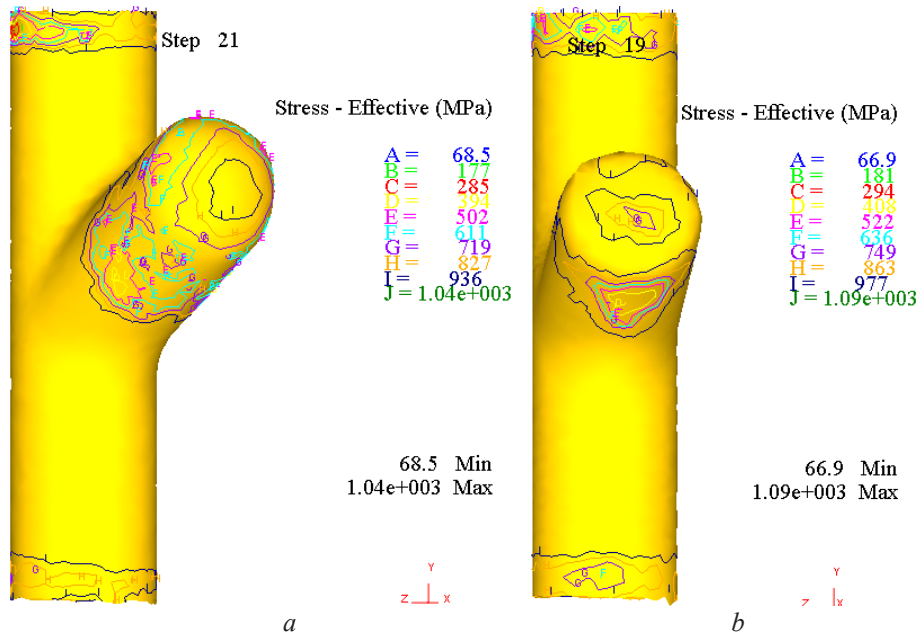 Step 21
Stress - Effective (MPa)
A = 68.5
B = 177
C = 285
D = 394
E = 502
F = 611
G = 719
H = 827
I = 936
J = 1.04e+003
68.5 Min
1.04e+003 Max
Y
Z X
a
Step 19
Stress - Effective (MPa)
A = 66.9
B = 181
C = 294
D = 408
E = 522
F = 636
G = 749
H = 863
I = 977
J = 1.09e+003
66.9 Min
1.09e+003 Max
Y
Z X
b